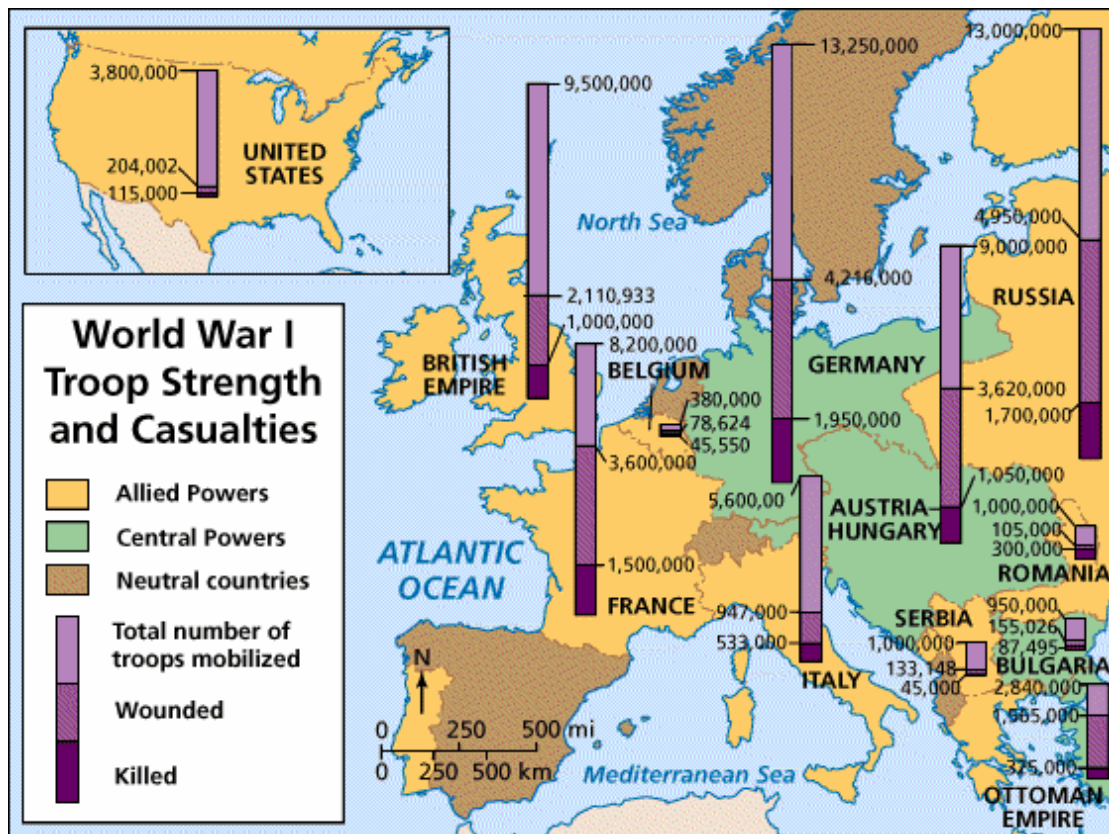 3,800,000
204,002
115,000
UNITED
STATES
World War I
Troop Strength
and Casualties
Allied Powers
Central Powers
Neutral countries
Total number of
troops mobilized
Wounded
Killed
9,500,000
2,110,933
1,000,000
BRITISH
EMPIRE
North Sea
13,250,000
4,216,000
1,950,000
GERMANY
13,000,000
4,950,000
1,700,000
RUSSIA
9,000,000
3,620,000
1,050,000
AUSTRIA
HUNGARY
8,200,000
3,600,000
1,500,000
FRANCE
BELGIUM
380,000
78,624
45,550
5,600,00
947,000
533,000
ITALY
1,000,000
105,000
300,000
ROMANIA
SERBIA
1,000,000
133,148
45,000
950,000
155,026
87,495
BULGARIA
2,840,000
325,000
OTTOMAN
EMPIRE
ATLANTIC
OCEAN
N
0 250 500 mi
0 250 500 km
Mediterranean Sea